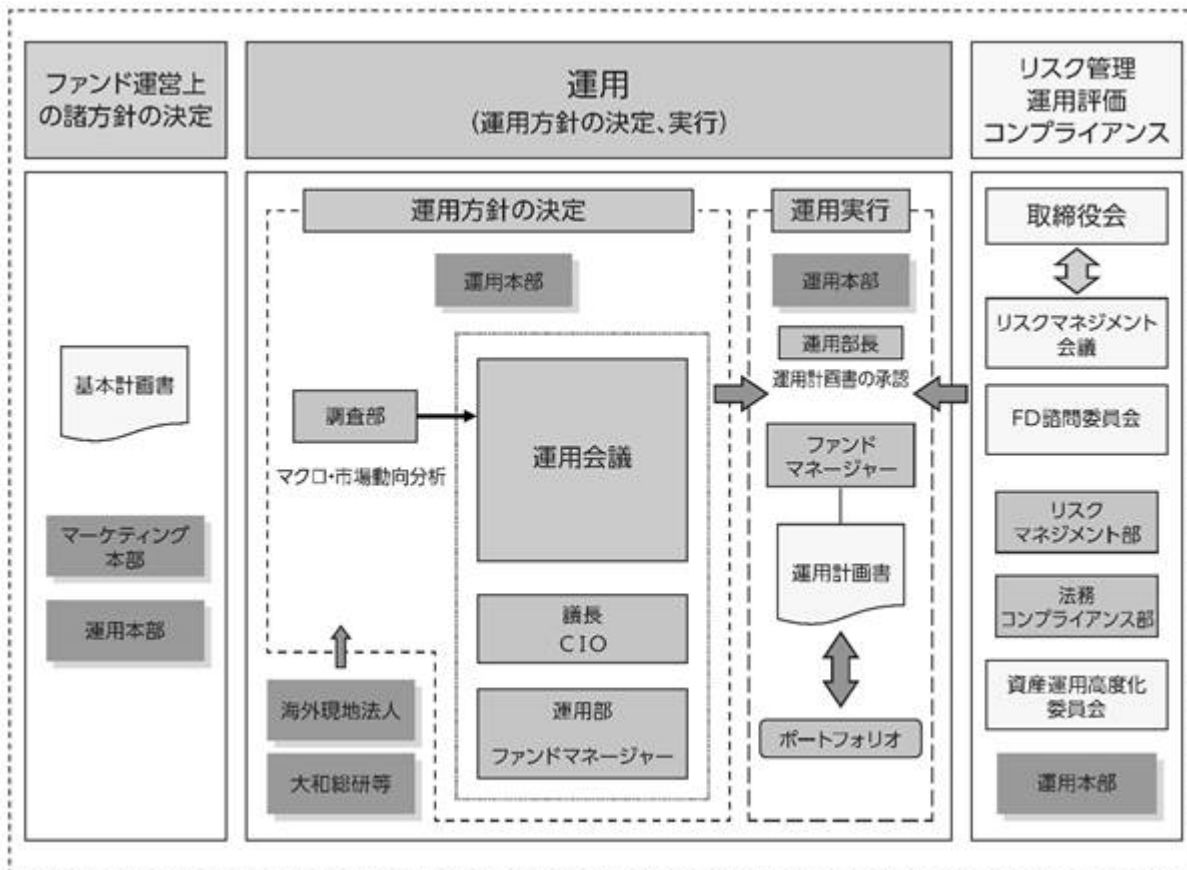 ファンド運営上
の諸方針の決定
運用
(運用方針の決定、実行)
リスク管理
運用評価
コンプライアンス
基本計画書
マーケティング
本部
運用本部
運用方針の決定
運用本部
調査部
マクロ・市場動向分析
運用会議
議長
CIO
運用部
ファンドマネージャー
海外現地法人
大和総研等
運用実行
運用本部
運用部長
運用計画書の承認
ファンド
マネージャー
運用計画書
ポートフォリオ
取締役会
リスクマネジメント
会議
FD諮問委員会
リスク
マネジメント部
法務
コンプライアンス部
資産運用高度化
委員会
運用本部